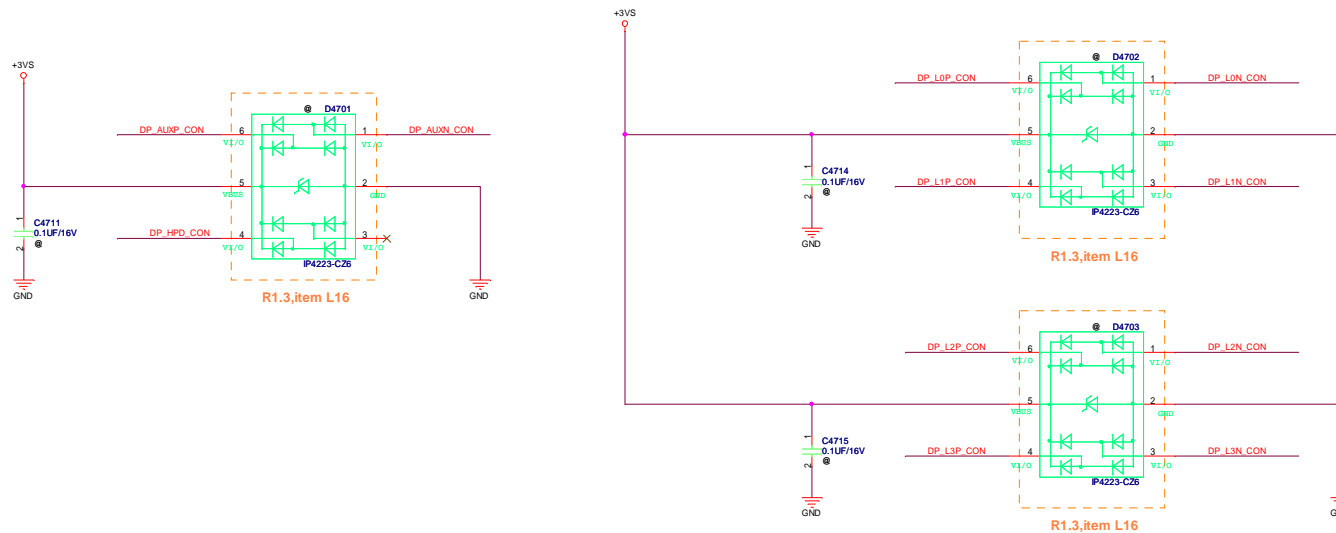 +3VS
@ D4701
DP_AUXP_CON 6 1 DP_AUXN_CON
VI/O VI/O
5 2
VBUS GND
C4711
0.1UF/16V
@
1
2
DP_HPD_CON 4 3
VI/O VI/O
IP4223-CZ6
GND
GND
R1.3,item L16
+3VS
@ D4702
DP_L0P_CON 6 1 DP_L0N_CON
VI/O VI/O
5 2
VBUS GND
1
C4714
0.1UF/16V
@
2
DP_L1P_CON 4 3 DP_L1N_CON
VI/O VI/O
IP4223-CZ6
GND
R1.3,item L16
@ D4703
DP_L2P_CON 6 1 DP_L2N_CON
VI/O VI/O
5 2
VBUS GND
1
C4715
0.1UF/16V
@
2
DP_L3P_CON 4 3 DP_L3N_CON
VI/O VI/O
IP4223-CZ6
GND
R1.3,item L16